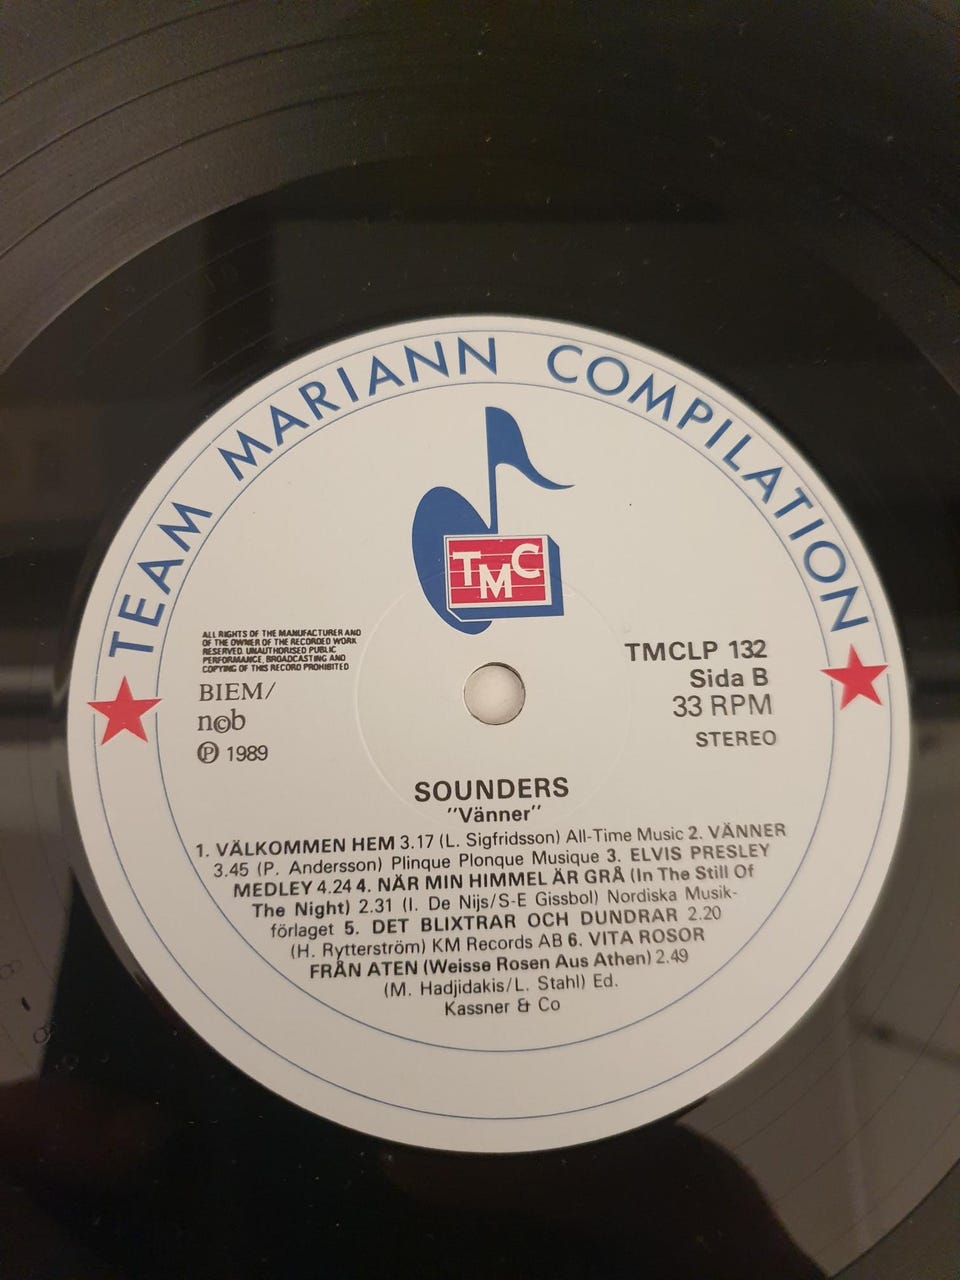 TEAM MARIANN COMPILATION
TMC
ALL RIGHTS OF THE MANUFACTURER AND
OF THE OWNER OF THE RECORDED WORK
RESERVED. UNAUTHORISED PUBLIC
PERFORMANCE, BROADCASTING AND
COPYING OF THIS RECORD PROHIBITED
BIEM/
n©b
Ⓟ 1989
TMCLP 132
Sida B
33 RPM
STEREO
SOUNDERS
"Vänner"
1. VÄLKOMMEN HEM 3.17 (L. Sigfridsson) All-Time Music 2. VÄNNER
3.45 (P. Andersson) Plinque Plonque Musique 3. ELVIS PRESLEY
MEDLEY 4.24 4. NÄR MIN HIMMEL ÄR GRÅ (In The Still Of
The Night) 2.31 (I. De Nijs/S-E Gissbol) Nordiska Musik-
förlaget 5. DET BLIXTRAR OCH DUNDRAR 2.20
(H. Rytterström) KM Records AB 6. VITA ROSOR
FRÅN ATEN (Weisse Rosen Aus Athen) 2.49
(M. Hadjidakis/L. Stahl) Ed.
Kassner & Co